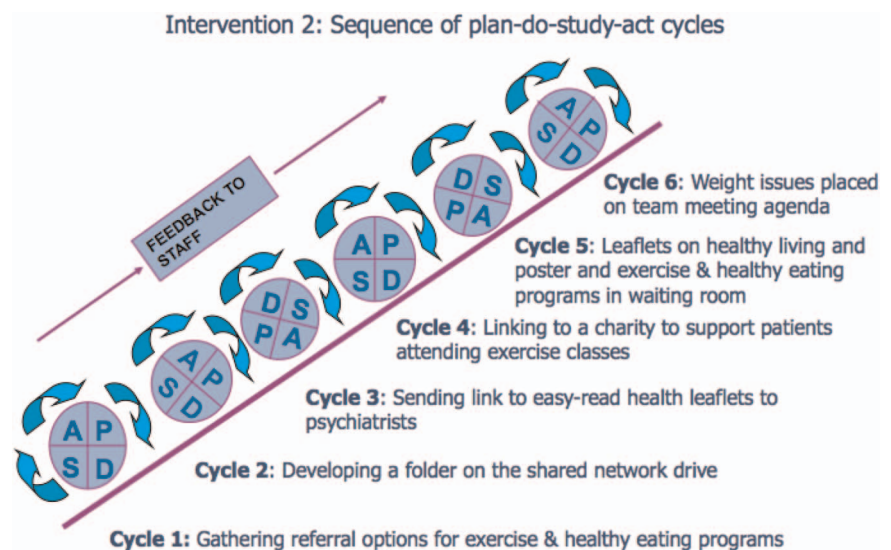 Intervention 2: Sequence of plan-do-study-act cycles
FEEDBACK TO
STAFF
A P
S D
A P
S D
D S
P A
A P
S D
D S
P A
A P
S D
Cycle 6: Weight issues placed
on team meeting agenda
Cycle 5: Leaflets on healthy living and
poster and exercise & healthy eating
programs in waiting room
Cycle 4: Linking to a charity to support patients
attending exercise classes
Cycle 3: Sending link to easy-read health leaflets to
psychiatrists
Cycle 2: Developing a folder on the shared network drive
Cycle 1: Gathering referral options for exercise & healthy eating programs